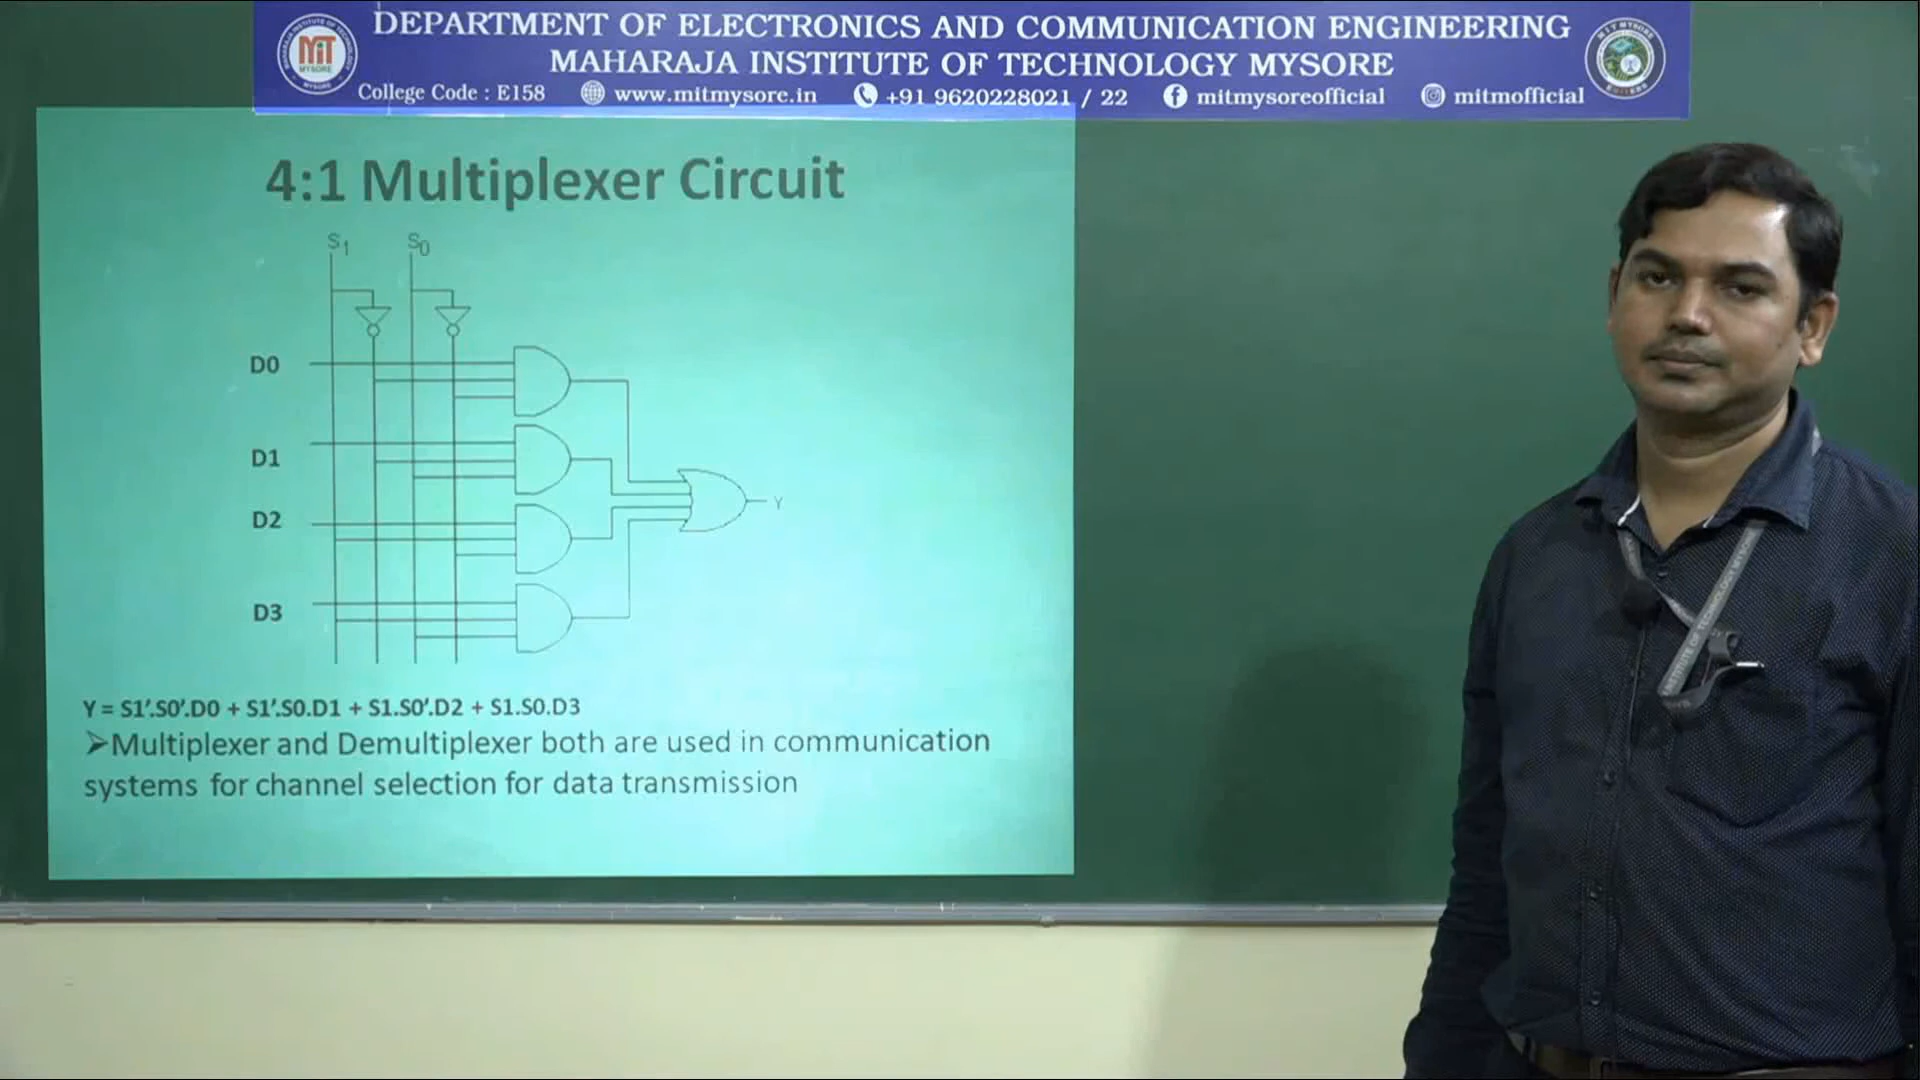 DEPARTMENT OF ELECTRONICS AND COMMUNICATION ENGINEERING
MAHARAJA INSTITUTE OF TECHNOLOGY MYSORE
College Code : E158 www.mitmysore.in +91 9620228021 / 22 mitmysoreofficial mitmofficial
MIT
MYSORE
4:1 Multiplexer Circuit
S1 S0
D0
D1
D2
D3
Y
Y = S1'.S0'.D0 + S1'.S0.D1 + S1.S0'.D2 + S1.S0.D3
➢Multiplexer and Demultiplexer both are used in communication
systems for channel selection for data transmission